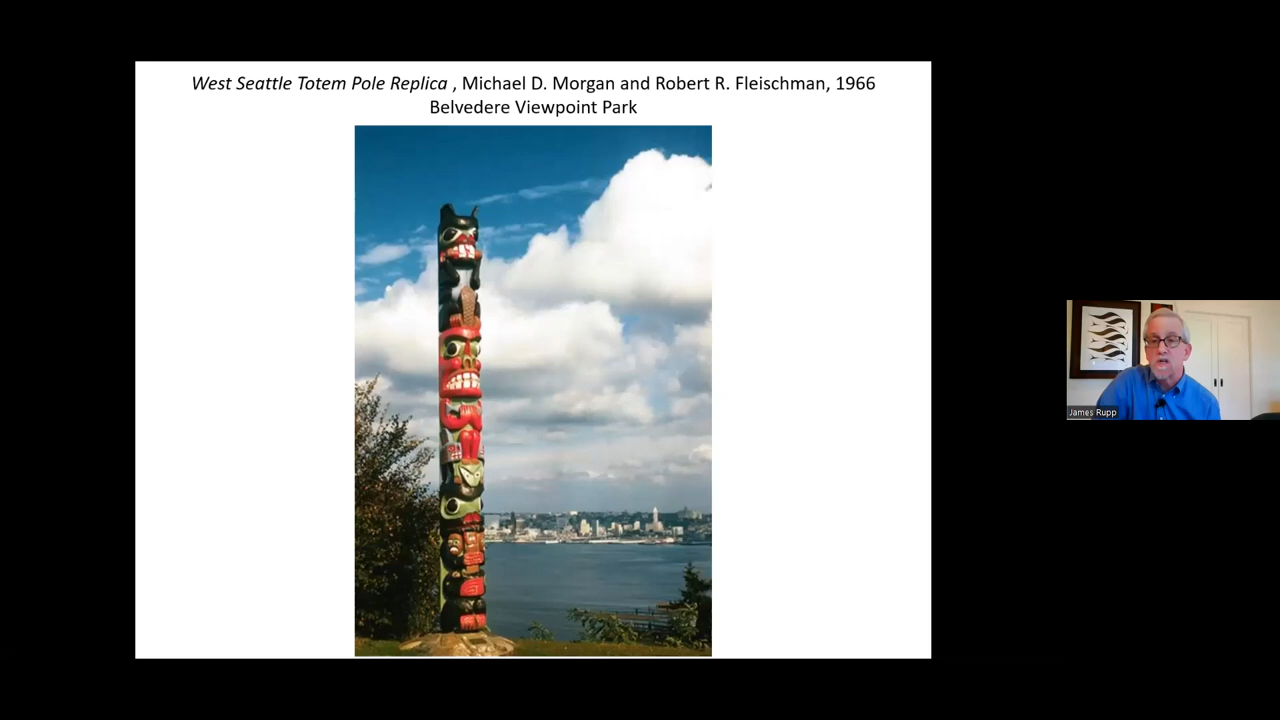 West Seattle Totem Pole Replica , Michael D. Morgan and Robert R. Fleischman, 1966
Belvedere Viewpoint Park
James Rupp